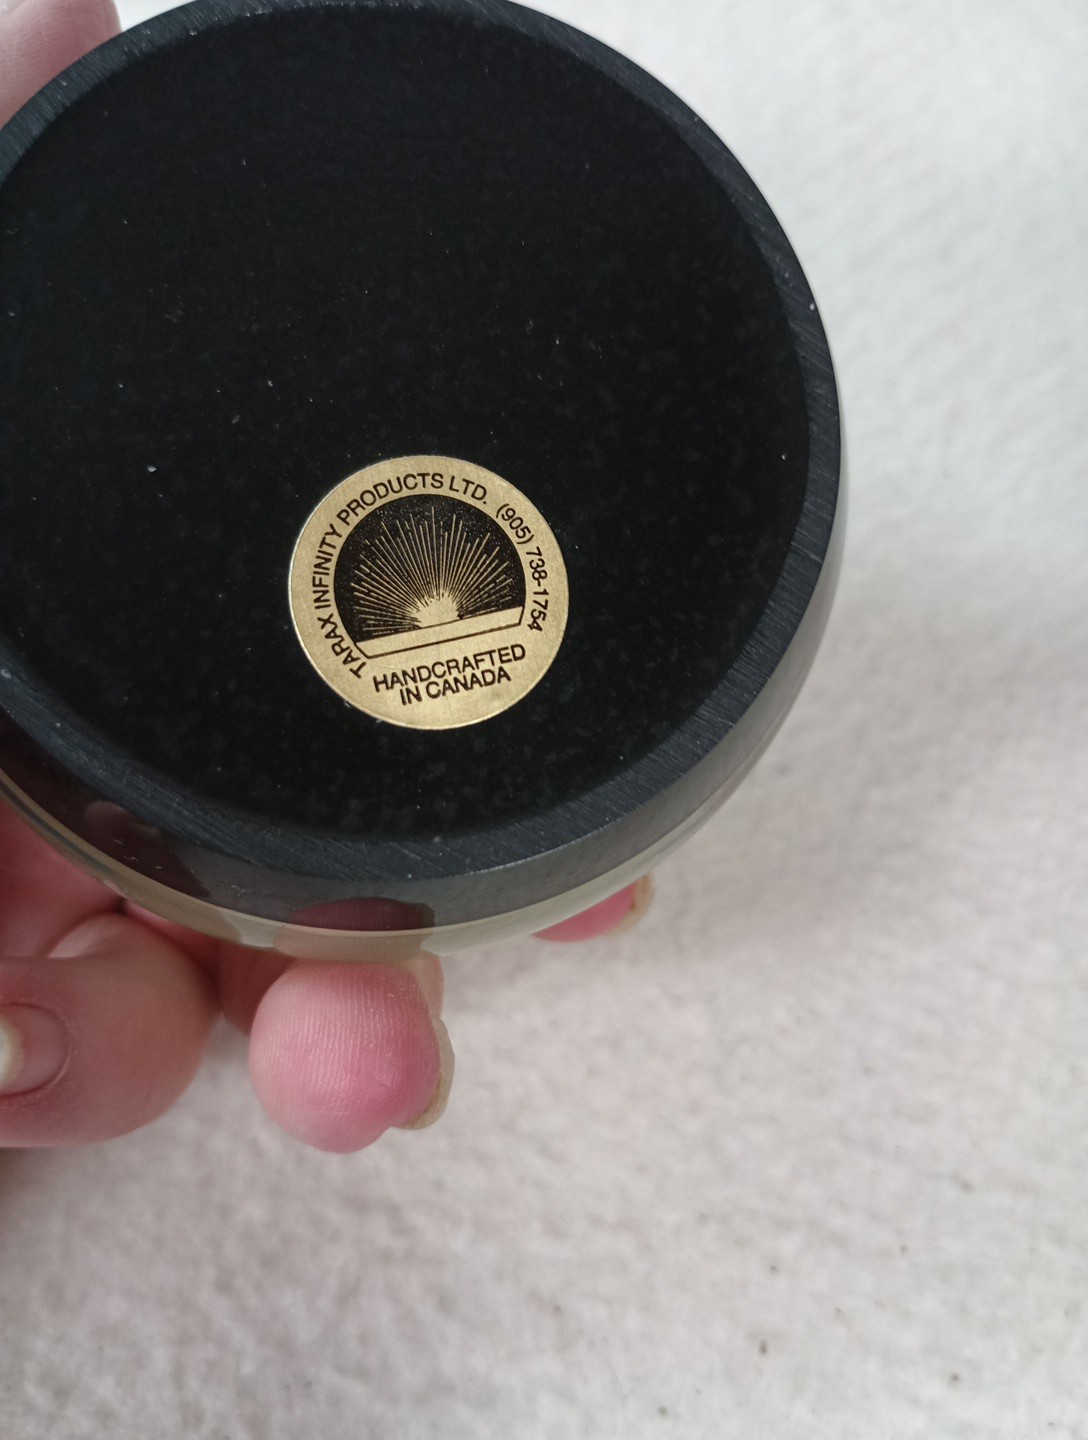 TARAX INFINITY PRODUCTS LTD. (905) 738-1754
HANDCRAFTED
IN CANADA